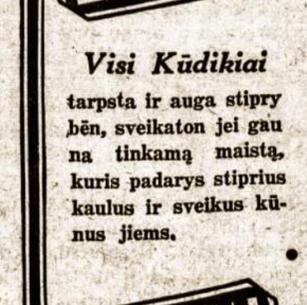 Visi Kūdikiai
tarpsta ir auga stipry
bēn, sveikaton jei gau
na tinkamą maistą,
kuris padarys stiprius
kaulus ir sveikus kū-
nus jiems.